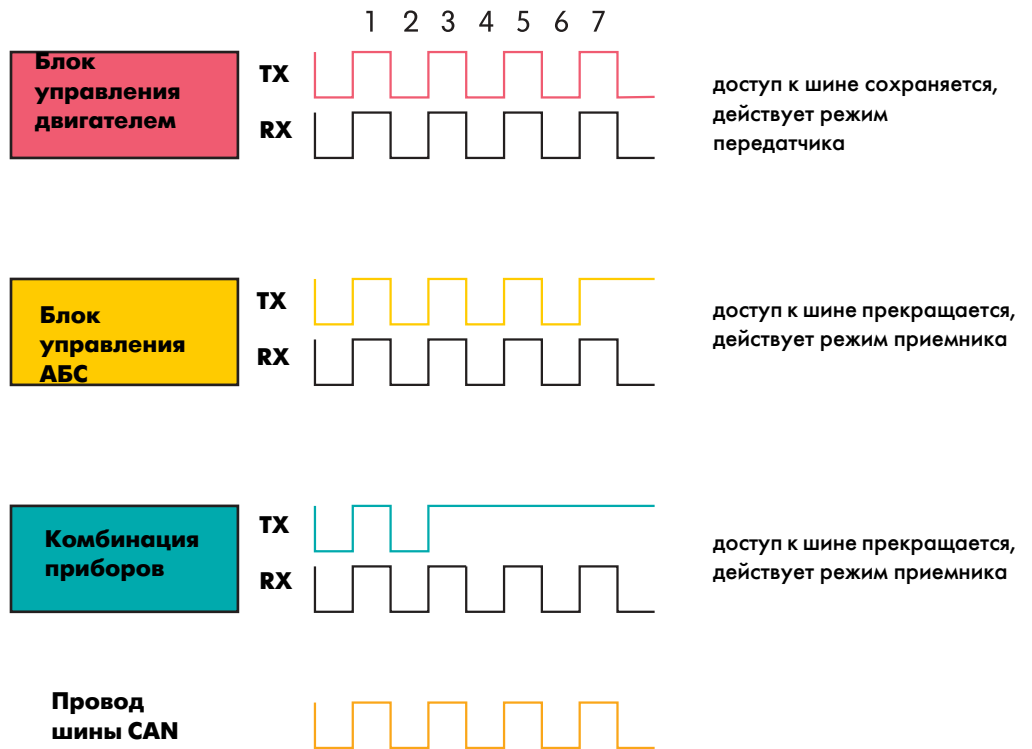 1 2 3 4 5 6 7
Блок
управления
двигателем
TX
RX
доступ к шине сохраняется,
действует режим
передатчика
Блок
управления
АБС
TX
RX
доступ к шине прекращается,
действует режим приемника
Комбинация
приборов
TX
RX
доступ к шине прекращается,
действует режим приемника
Провод
шины CAN